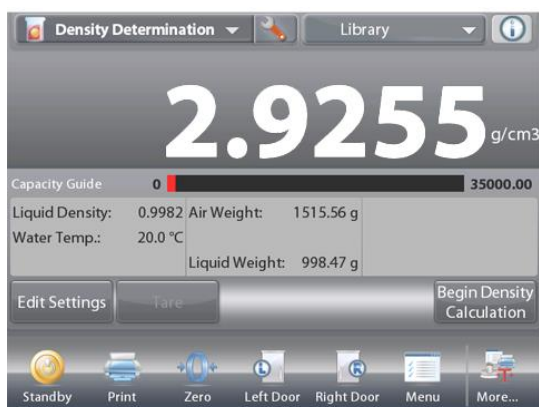 Density Determination
Library
2.9255 g/cm3
Capacity Guide 0 35000.00
Liquid Density: 0.9982 Air Weight: 1515.56 g
Water Temp.: 20.0 °C
Liquid Weight: 998.47 g
Edit Settings Tare Begin Density
Calculation
Standby Print Zero Left Door Right Door Menu More...